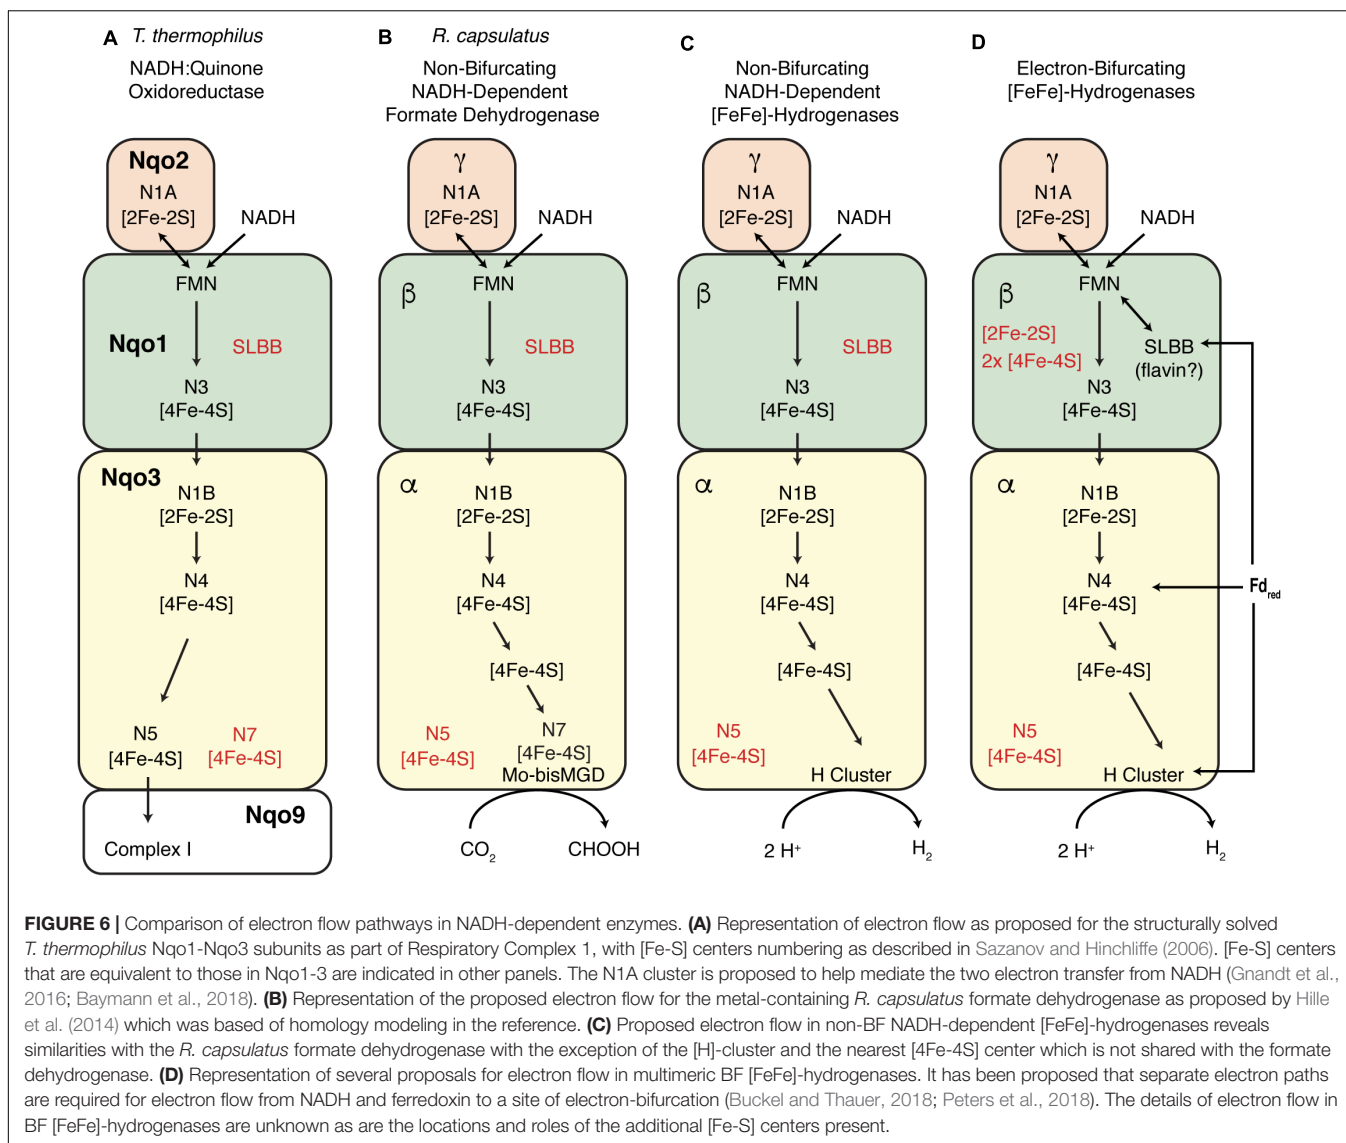 A T. thermophilus
NADH:Quinone
Oxidoreductase
Nqo2
N1A
[2Fe-2S]
NADH
FMN
Nqo1
SLBB
N3
[4Fe-4S]
Nqo3
N1B
[2Fe-2S]
N4
[4Fe-4S]
N5
[4Fe-4S]
N7
[4Fe-4S]
Nqo9
Complex I
B R. capsulatus
Non-Bifurcating
NADH-Dependent
Formate Dehydrogenase
γ
N1A
[2Fe-2S]
NADH
β
FMN
SLBB
N3
[4Fe-4S]
α
N1B
[2Fe-2S]
N4
[4Fe-4S]
[4Fe-4S]
N5
[4Fe-4S]
N7
[4Fe-4S]
Mo-bisMGD
CO2
CHOOH
C
Non-Bifurcating
NADH-Dependent
[FeFe]-Hydrogenases
γ
N1A
[2Fe-2S]
NADH
β
FMN
SLBB
N3
[4Fe-4S]
α
N1B
[2Fe-2S]
N4
[4Fe-4S]
[4Fe-4S]
N5
[4Fe-4S]
H Cluster
2 H+
H2
D
Electron-Bifurcating
[FeFe]-Hydrogenases
γ
N1A
[2Fe-2S]
NADH
β
FMN
[2Fe-2S]
2x [4Fe-4S]
SLBB
(flavin?)
N3
[4Fe-4S]
α
N1B
[2Fe-2S]
N4
[4Fe-4S]
Fdred
[4Fe-4S]
N5
[4Fe-4S]
H Cluster
2 H+
H2
FIGURE 6 | Comparison of electron flow pathways in NADH-dependent enzymes. (A) Representation of electron flow as proposed for the structurally solved
T. thermophilus Nqo1-Nqo3 subunits as part of Respiratory Complex 1, with [Fe-S] centers numbering as described in Sazanov and Hinchliffe (2006). [Fe-S] centers
that are equivalent to those in Nqo1-3 are indicated in other panels. The N1A cluster is proposed to help mediate the two electron transfer from NADH (Gnandt et al.,
2016; Baymann et al., 2018). (B) Representation of the proposed electron flow for the metal-containing R. capsulatus formate dehydrogenase as proposed by Hille
et al. (2014) which was based of homology modeling in the reference. (C) Proposed electron flow in non-BF NADH-dependent [FeFe]-hydrogenases reveals
similarities with the R. capsulatus formate dehydrogenase with the exception of the [H]-cluster and the nearest [4Fe-4S] center which is not shared with the formate
dehydrogenase. (D) Representation of several proposals for electron flow in multimeric BF [FeFe]-hydrogenases. It has been proposed that separate electron paths
are required for electron flow from NADH and ferredoxin to a site of electron-bifurcation (Buckel and Thauer, 2018; Peters et al., 2018). The details of electron flow in
BF [FeFe]-hydrogenases are unknown as are the locations and roles of the additional [Fe-S] centers present.